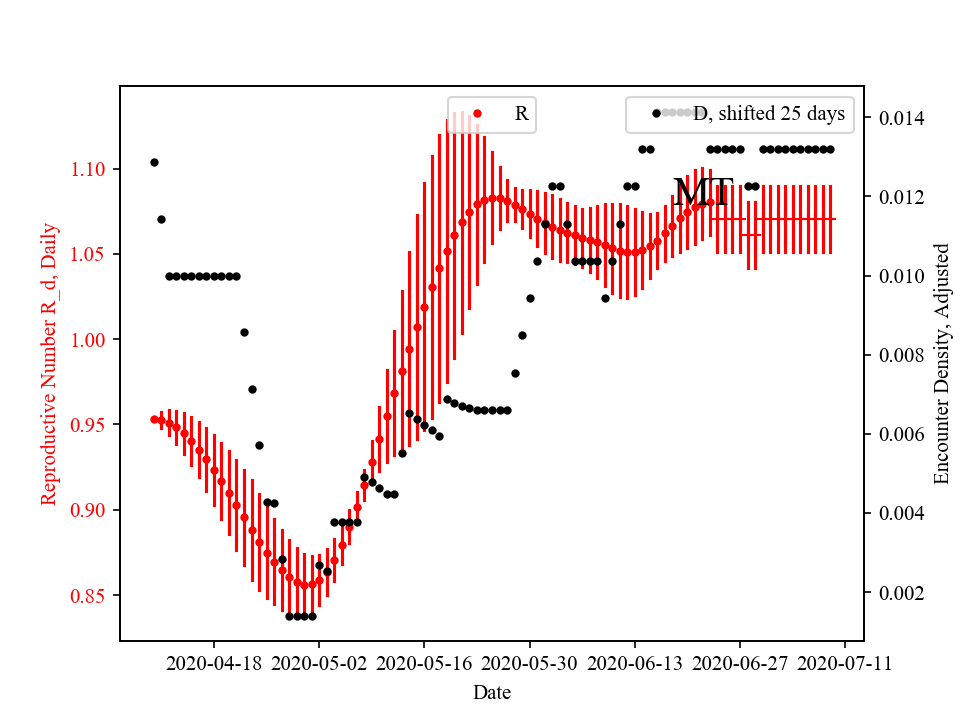 R
D, shifted 25 days
MT
Reproductive Number R_d, Daily
1.10
1.05
1.00
0.95
0.90
0.85
0.014
0.012
0.010
0.008
0.006
0.004
0.002
Encounter Density, Adjusted
2020-04-18 2020-05-02 2020-05-16 2020-05-30 2020-06-13 2020-06-27 2020-07-11
Date